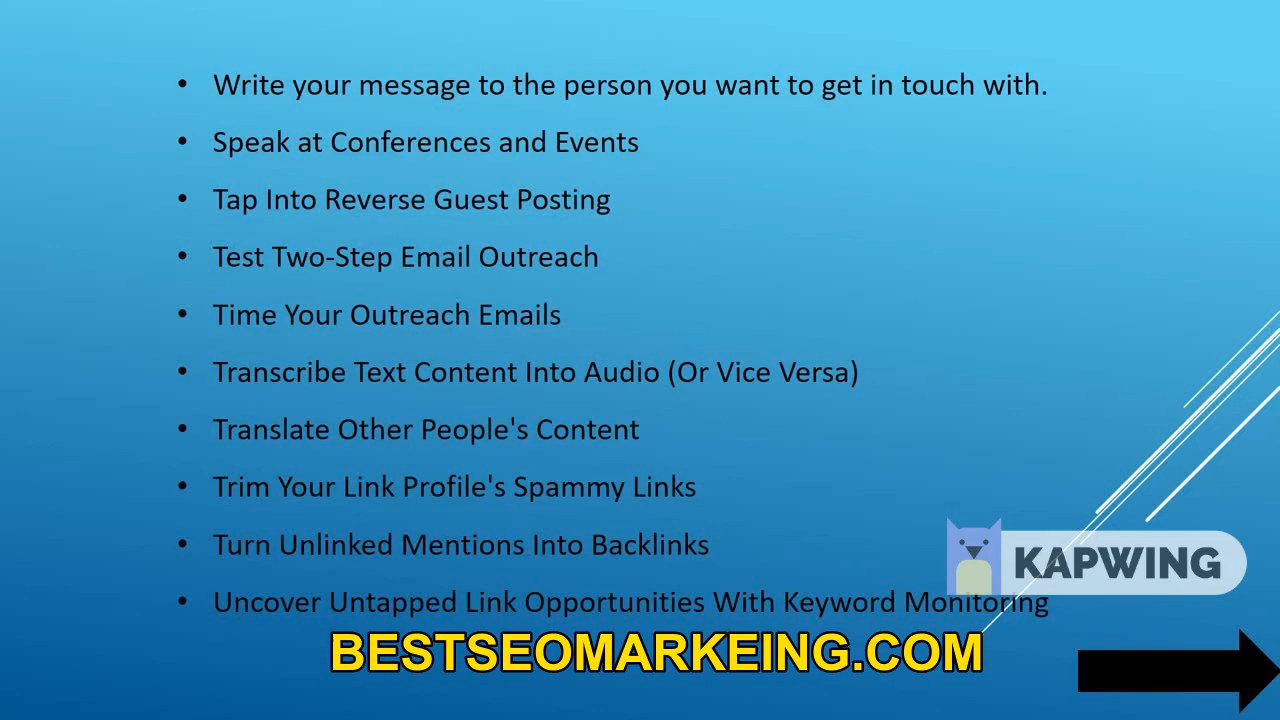 • Write your message to the person you want to get in touch with.
• Speak at Conferences and Events
• Tap Into Reverse Guest Posting
• Test Two-Step Email Outreach
• Time Your Outreach Emails
• Transcribe Text Content Into Audio (Or Vice Versa)
• Translate Other People's Content
• Trim Your Link Profile's Spammy Links
• Turn Unlinked Mentions Into Backlinks
KAPWING
• Uncover Untapped Link Opportunities With Keyword Monitoring
BESTSEOMARKEING.COM